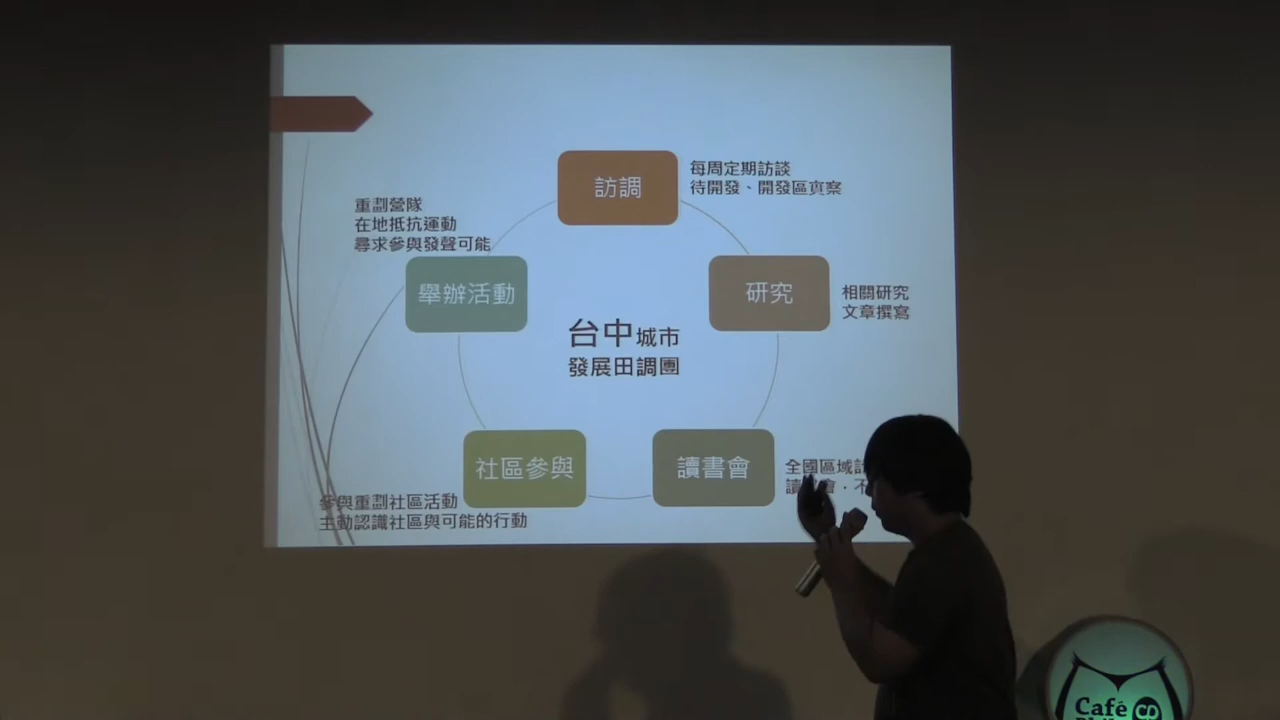 訪調
每周定期訪談
待開發、開發區實察
重劃營隊
在地抵抗運動
尋求參與發聲可能
舉辦活動
研究
相關研究
文章撰寫
台中城市
發展田調團
社區參與
參與重劃社區活動
主動認識社區與可能的行動
讀書會
全國區域
Café